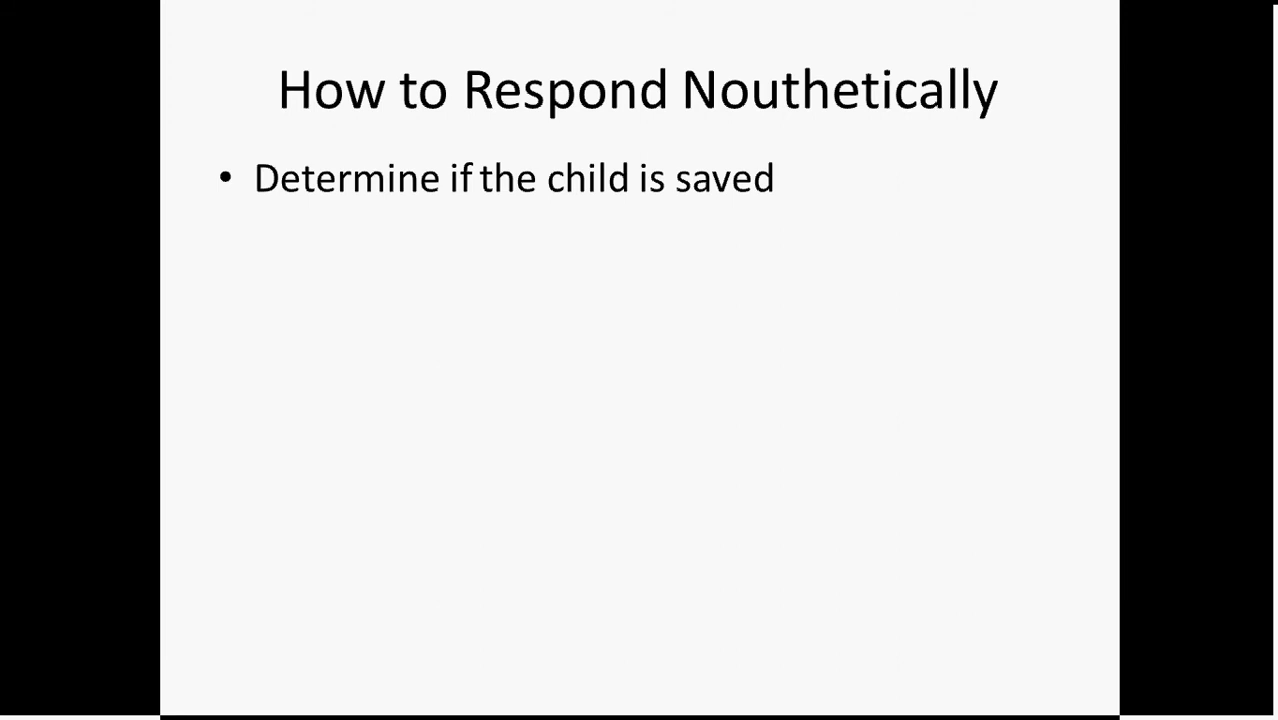 How to Respond Nouthetically
• Determine if the child is saved